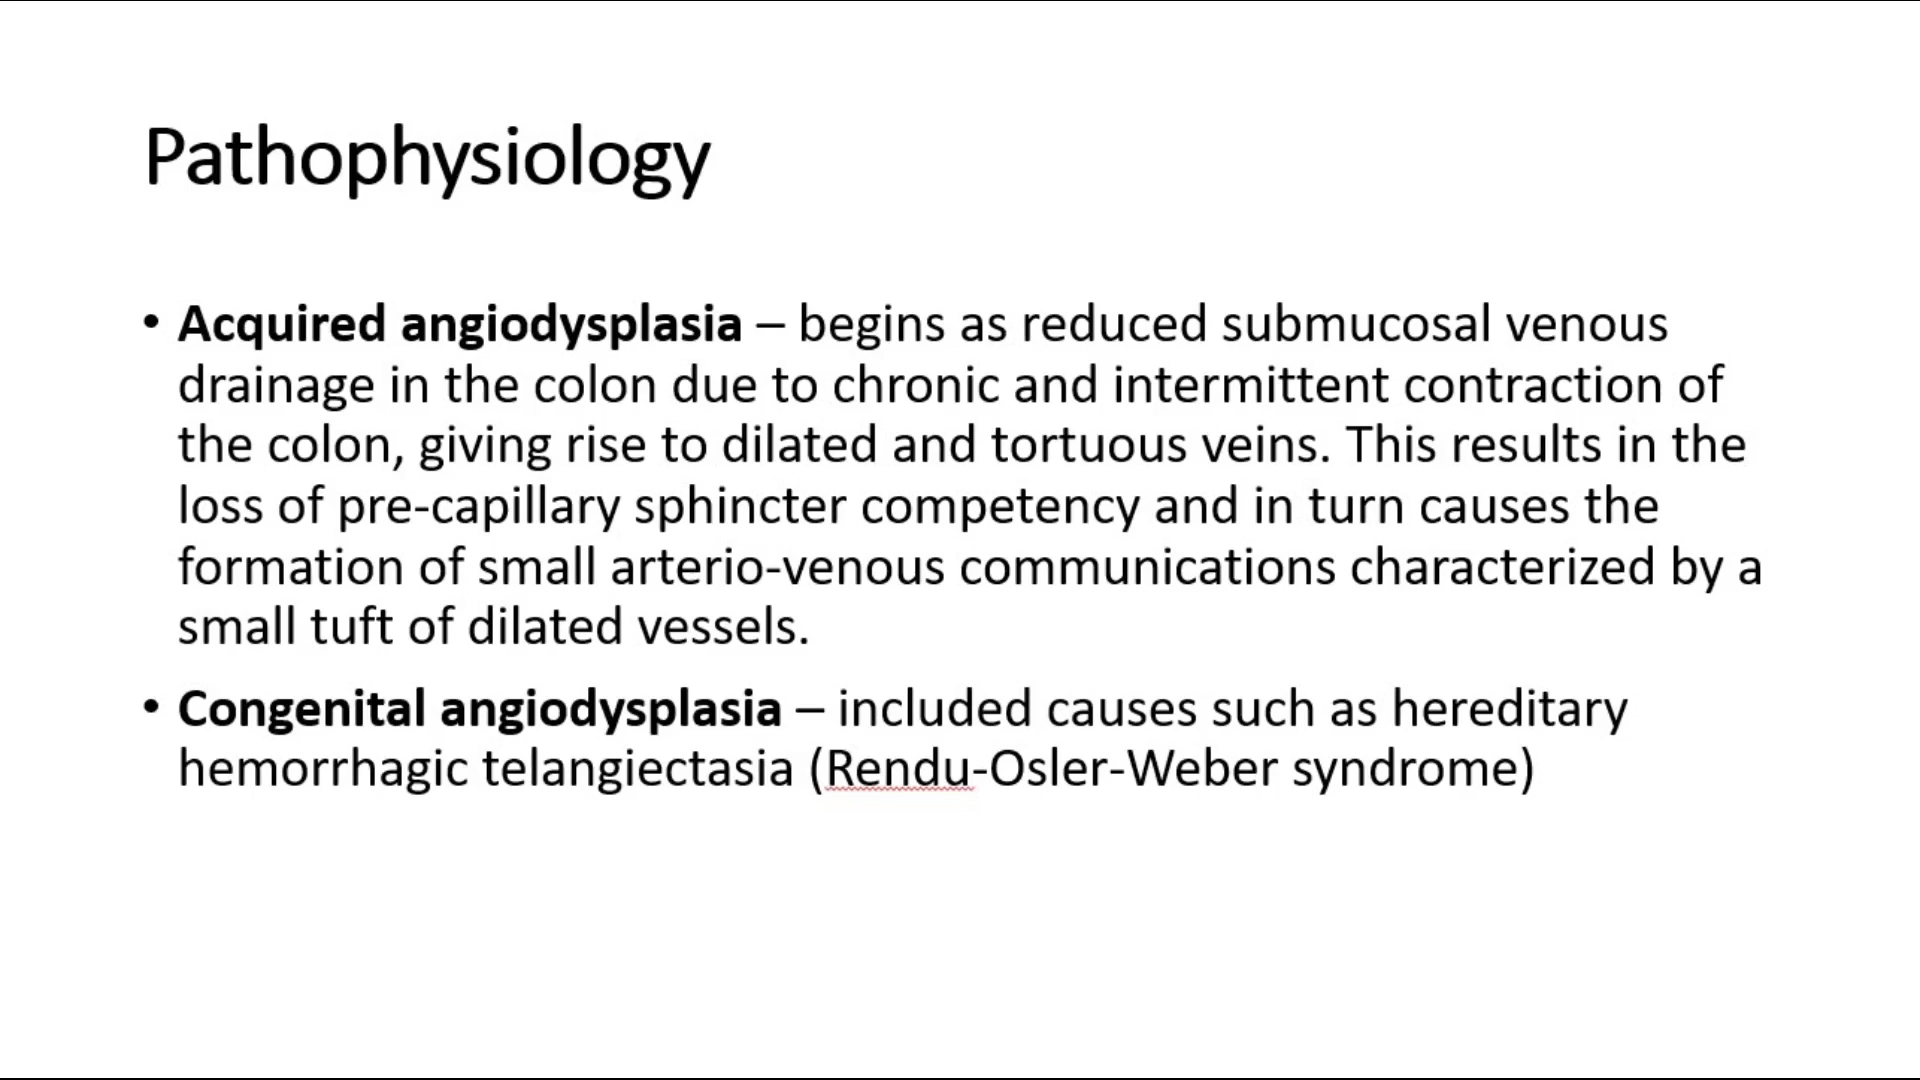 Pathophysiology
• Acquired angiodysplasia – begins as reduced submucosal venous
drainage in the colon due to chronic and intermittent contraction of
the colon, giving rise to dilated and tortuous veins. This results in the
loss of pre-capillary sphincter competency and in turn causes the
formation of small arterio-venous communications characterized by a
small tuft of dilated vessels.
• Congenital angiodysplasia – included causes such as hereditary
hemorrhagic telangiectasia (Rendu-Osler-Weber syndrome)